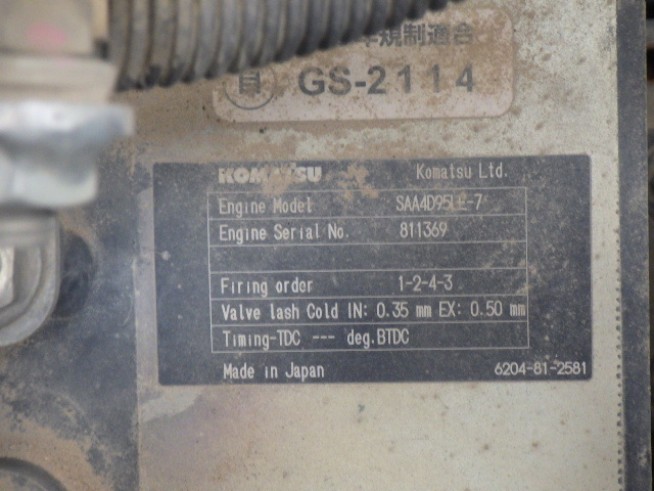 年規制適合
員 GS-2114
KOMATSU Komatsu Ltd.
Engine Model SAA4D95LE-7
Engine Serial No. 811369
Firing order 1-2-4-3
Valve lash Cold IN: 0.35 mm EX: 0.50 mm
Timing-TDC --- deg.BTDC
Made in Japan 6204-81-2581